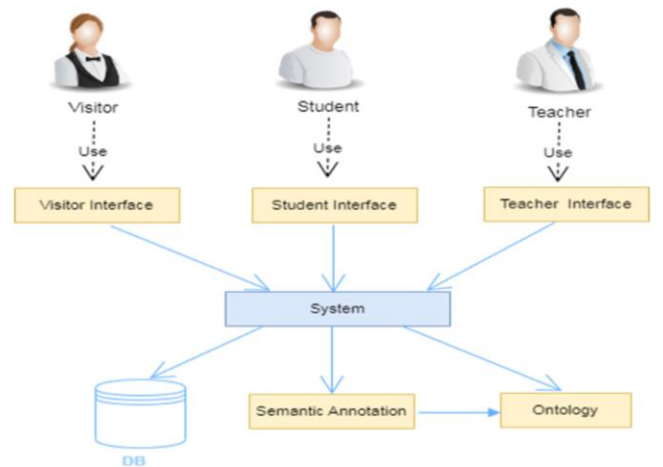 Visitor
Student
Teacher
Use
Use
Use
Visitor Interface
Student Interface
Teacher Interface
System
Semantic Annotation
Ontology
DB